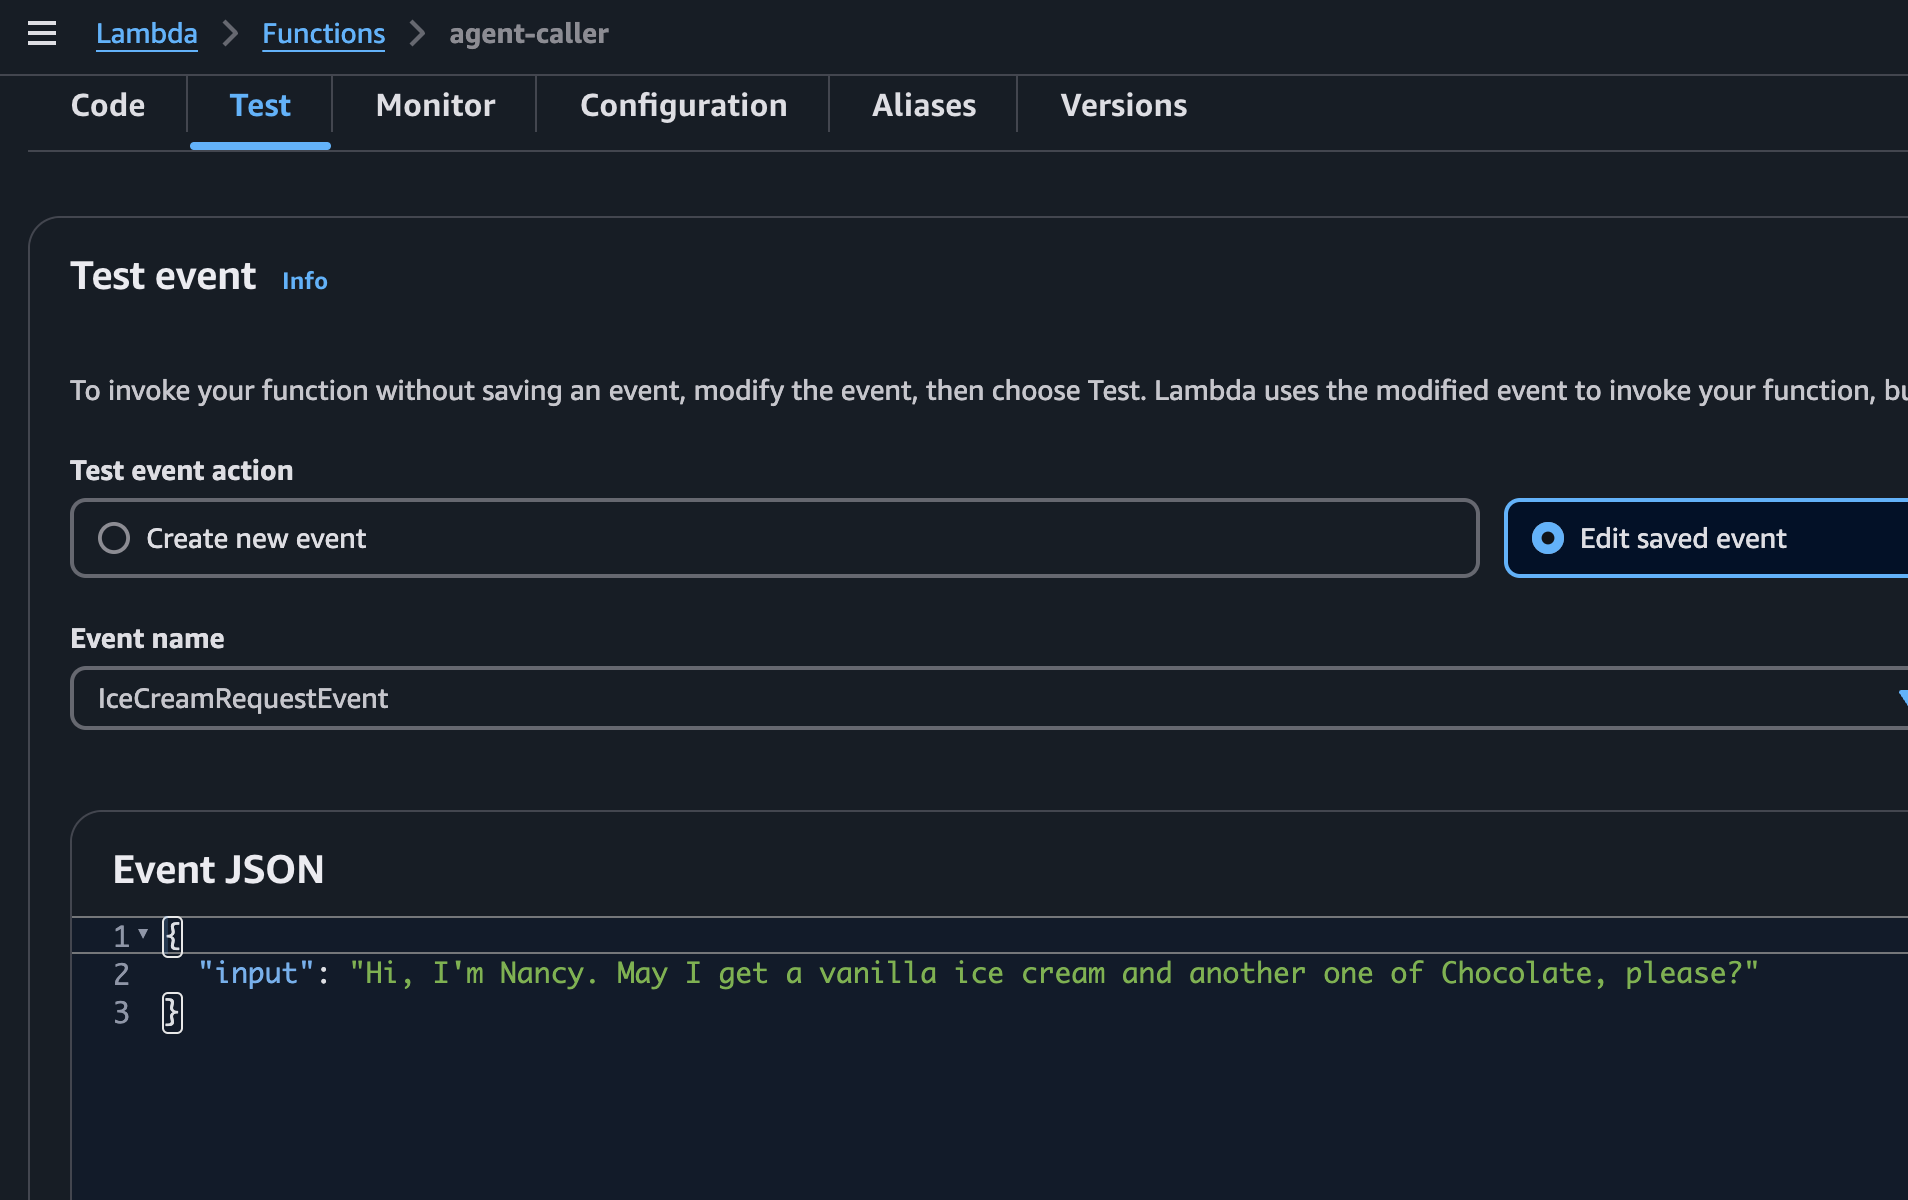 Lambda > Functions > agent-caller
Code Test Monitor Configuration Aliases Versions
Test event Info
To invoke your function without saving an event, modify the event, then choose Test. Lambda uses the modified event to invoke your function,
Test event action
Create new event Edit saved event
Event name
IceCreamRequestEvent
Event JSON
1 {
2 "input": "Hi, I'm Nancy. May I get a vanilla ice cream and another one of Chocolate, please?"
3 }